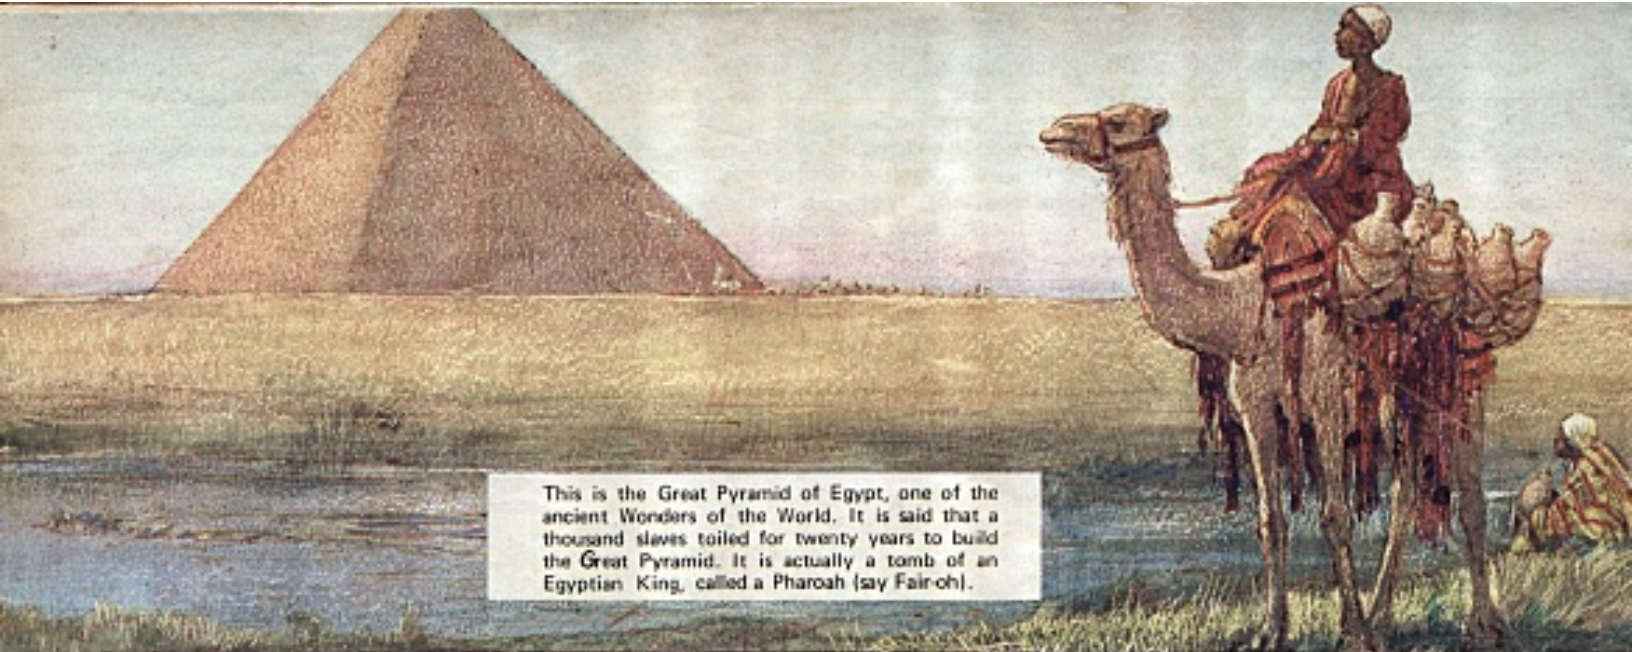 This is the Great Pyramid of Egypt, one of the
ancient Wonders of the World. It is said that a
thousand slaves toiled for twenty years to build
the Great Pyramid. It is actually a tomb of an
Egyptian King, called a Pharoah (say Fair-oh).